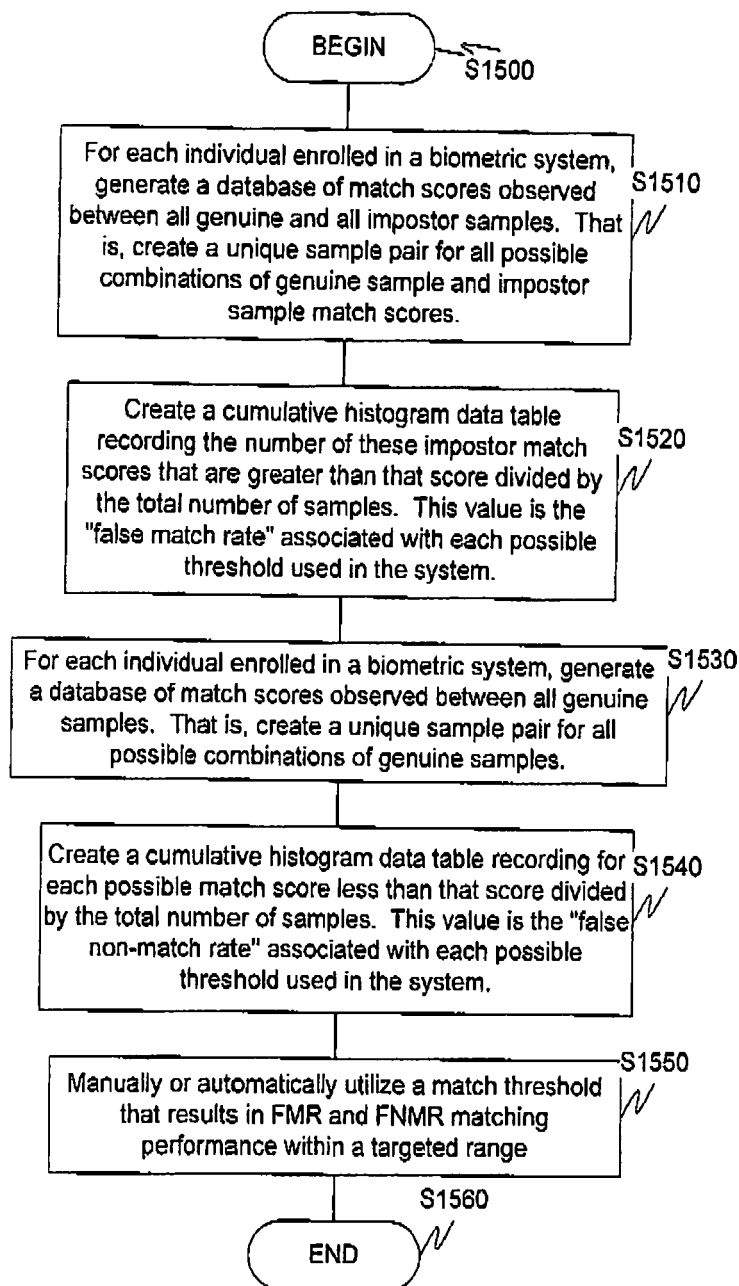 BEGIN
S1500
For each individual enrolled in a biometric system,
generate a database of match scores observed
between all genuine and all impostor samples. That
is, create a unique sample pair for all possible
combinations of genuine sample and impostor
sample match scores.
S1510
Create a cumulative histogram data table
recording the number of these impostor match
scores that are greater than that score divided by
the total number of samples. This value is the
"false match rate" associated with each possible
threshold used in the system.
S1520
For each individual enrolled in a biometric system, generate
a database of match scores observed between all genuine
samples. That is, create a unique sample pair for all
possible combinations of genuine samples.
S1530
Create a cumulative histogram data table recording for
each possible match score less than that score divided
by the total number of samples. This value is the "false
non-match rate" associated with each possible
threshold used in the system.
S1540
Manually or automatically utilize a match threshold
that results in FMR and FNMR matching
performance within a targeted range
S1550
END
S1560